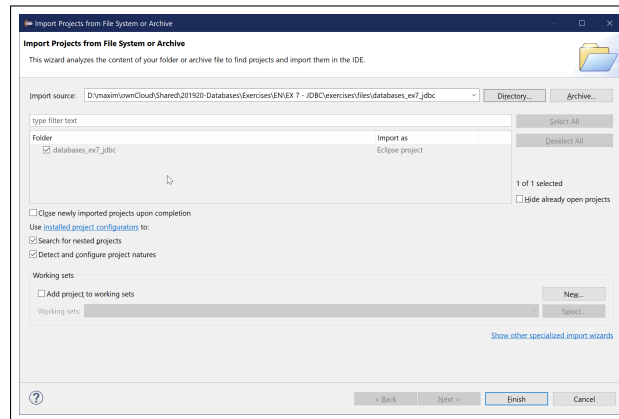 Import Projects from File System or Archive
Import Projects from File System or Archive
This wizard analyzes the content of your folder or archive file to find projects and import them in the IDE.
Import source: D:\maxim\ownCloud\Shared\201920-Databases\Exercises\EN\EX 7 - JDBC\exercises\files\databases_ex7_jdbc Directory... Archive...
type filter text Select All
Folder Import as Deselect All
databases_ex7_jdbc Eclipse project
1 of 1 selected
Hide already open projects
Close newly imported projects upon completion
Use installed project configurators to:
Search for nested projects
Detect and configure project natures
Working sets
Add project to working sets New...
Working sets: Select...
Show other specialized import wizards
? < Back Next > Finish Cancel